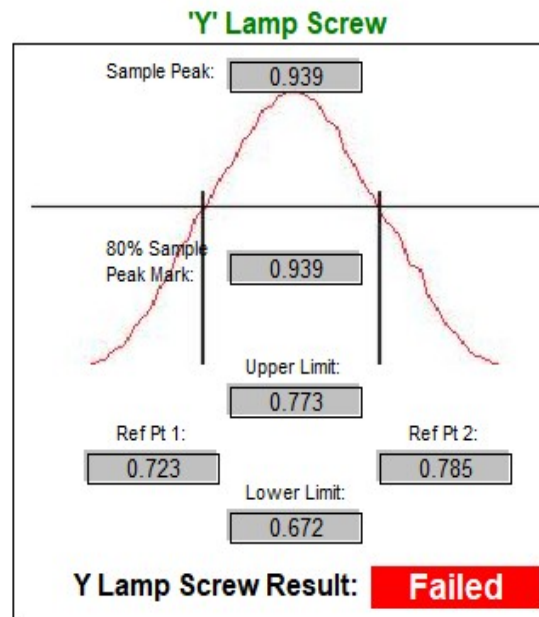 'Y' Lamp Screw
Sample Peak:
0.939
80% Sample
Peak Mark:
0.939
Upper Limit:
0.773
Ref Pt 1:
0.723
Ref Pt 2:
0.785
Lower Limit:
0.672
Y Lamp Screw Result: Failed